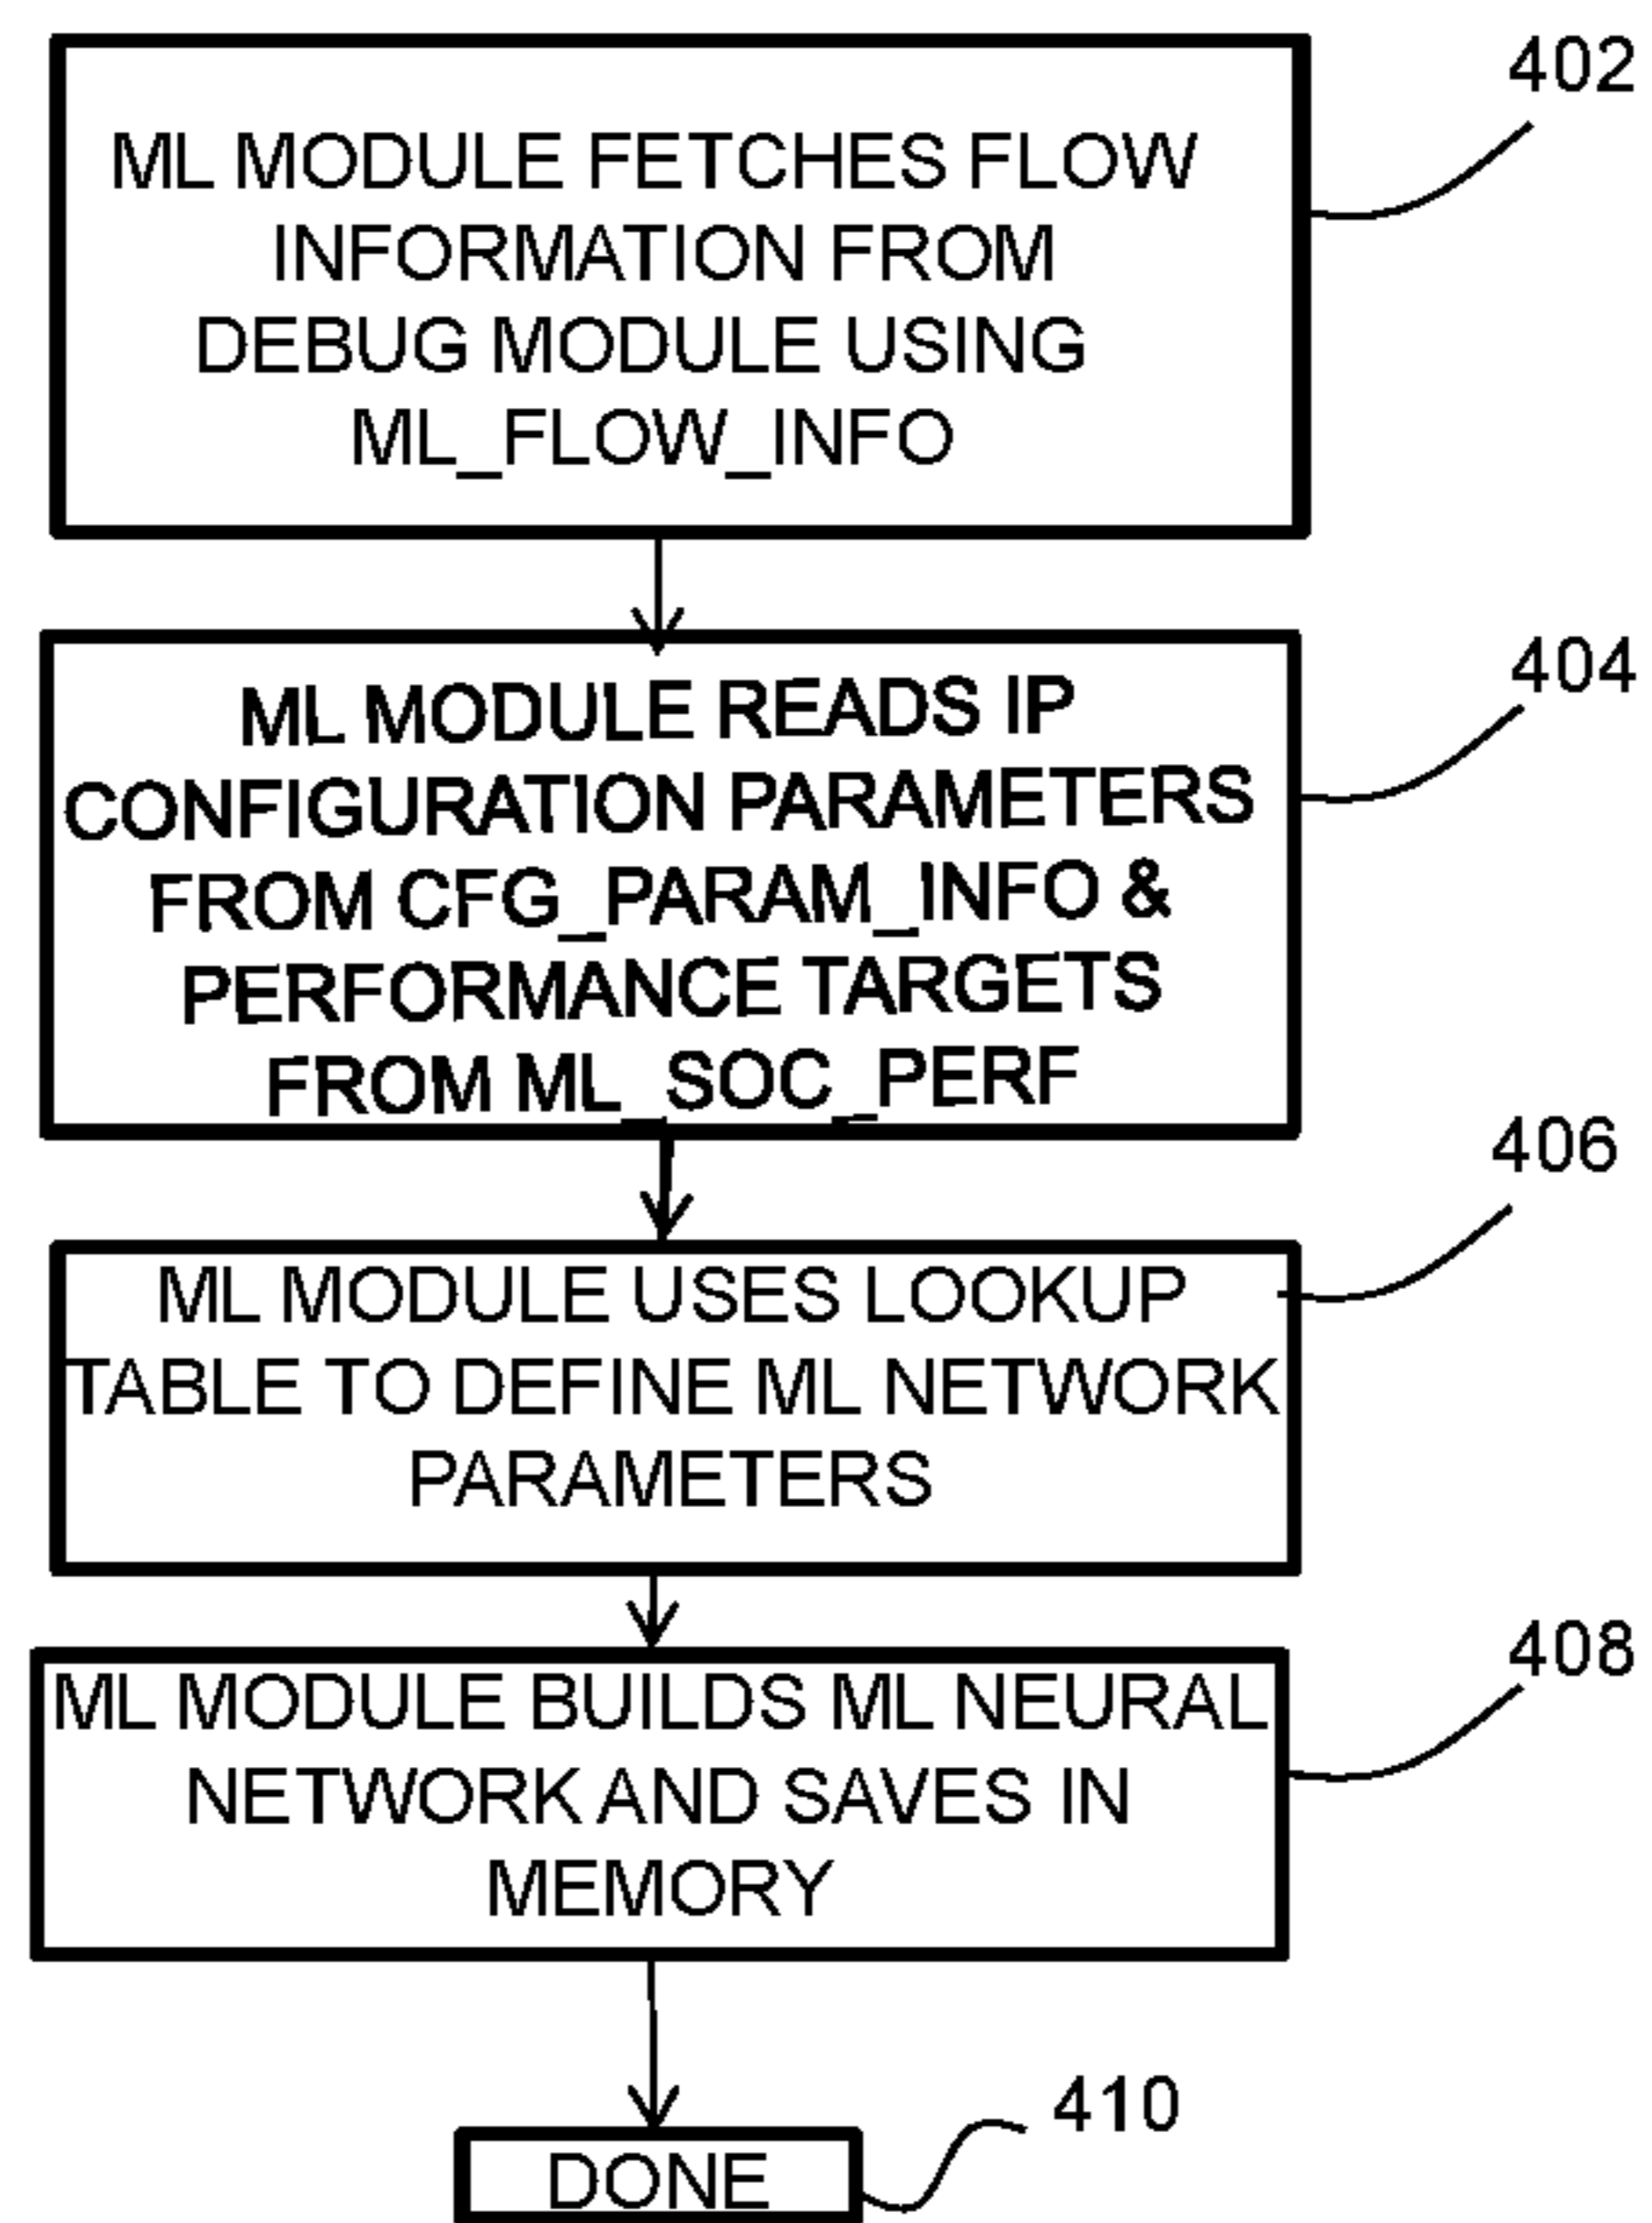 402
ML MODULE FETCHES FLOW
INFORMATION FROM
DEBUG MODULE USING
ML_FLOW_INFO
404
ML MODULE READS IP
CONFIGURATION PARAMETERS
FROM CFG_PARAM_INFO &
PERFORMANCE TARGETS
FROM ML_SOC_PERF
406
ML MODULE USES LOOKUP
TABLE TO DEFINE ML NETWORK
PARAMETERS
408
ML MODULE BUILDS ML NEURAL
NETWORK AND SAVES IN
MEMORY
410
DONE